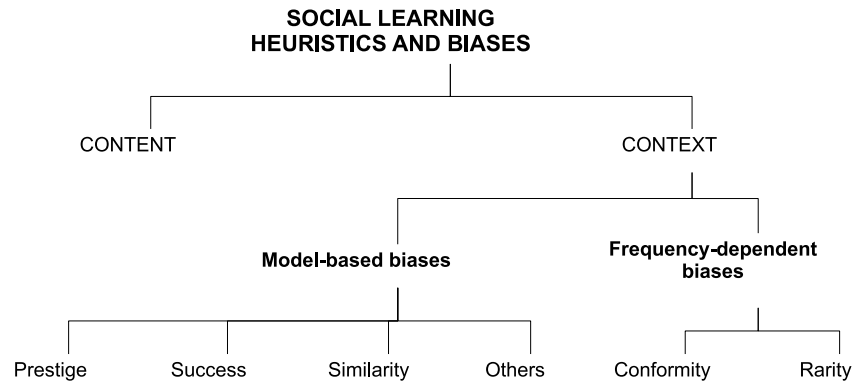 SOCIAL LEARNING
HEURISTICS AND BIASES
CONTENT
CONTEXT
Model-based biases
Frequency-dependent
biases
Prestige
Success
Similarity
Others
Conformity
Rarity